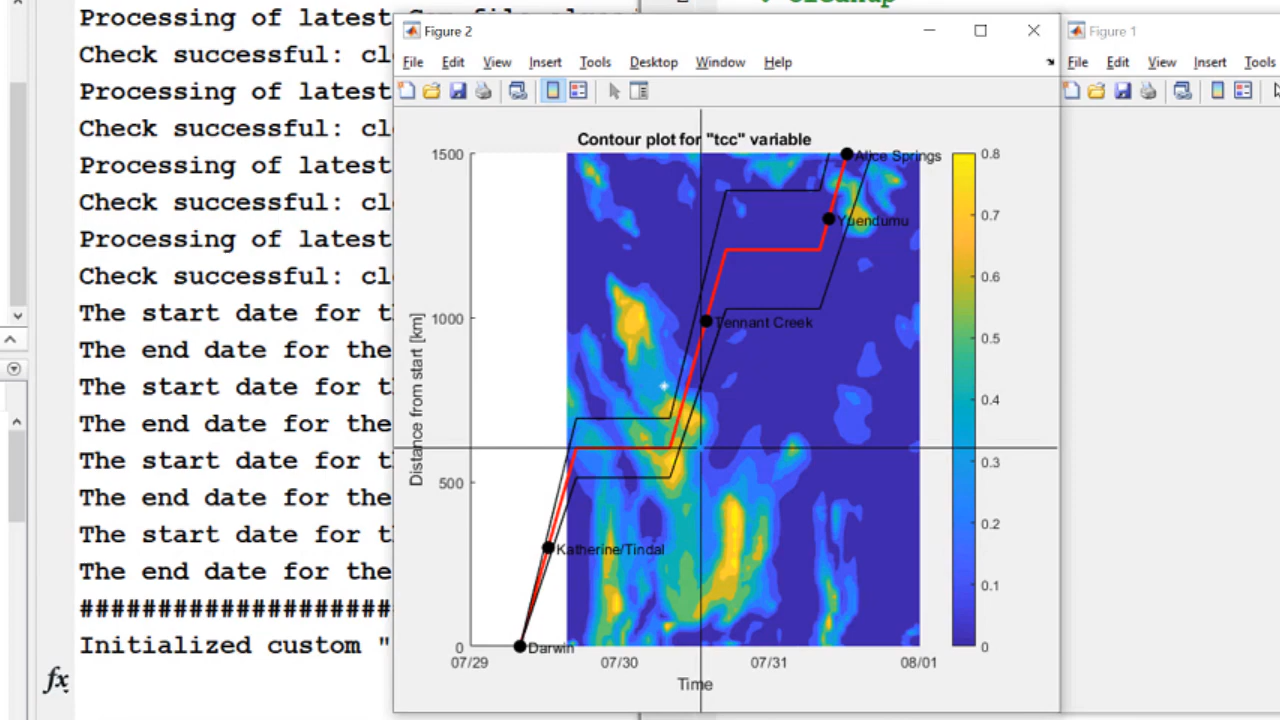 Processing of latest
Check successful: cl
Processing of latest
Check successful: cl
Processing of latest
Check successful: cl
Processing of latest
Check successful: cl
The start date for t
The end date for the
The start date for t
The end date for the
The start date for t
The end date for the
The start date for t
The end date for the
####################
Initialized custom "
fx
Figure 2
File Edit View Insert Tools Desktop Window Help
Contour plot for "tcc" variable
1500
1000
500
0
Distance from start [km]
Alice Springs
Yuendumu
Tennant Creek
Katherine/Tindal
Darwin
07/29 07/30 07/31 08/01
Time
0.8
0.7
0.6
0.5
0.4
0.3
0.2
0.1
0
Figure 1
File Edit View Insert Tools